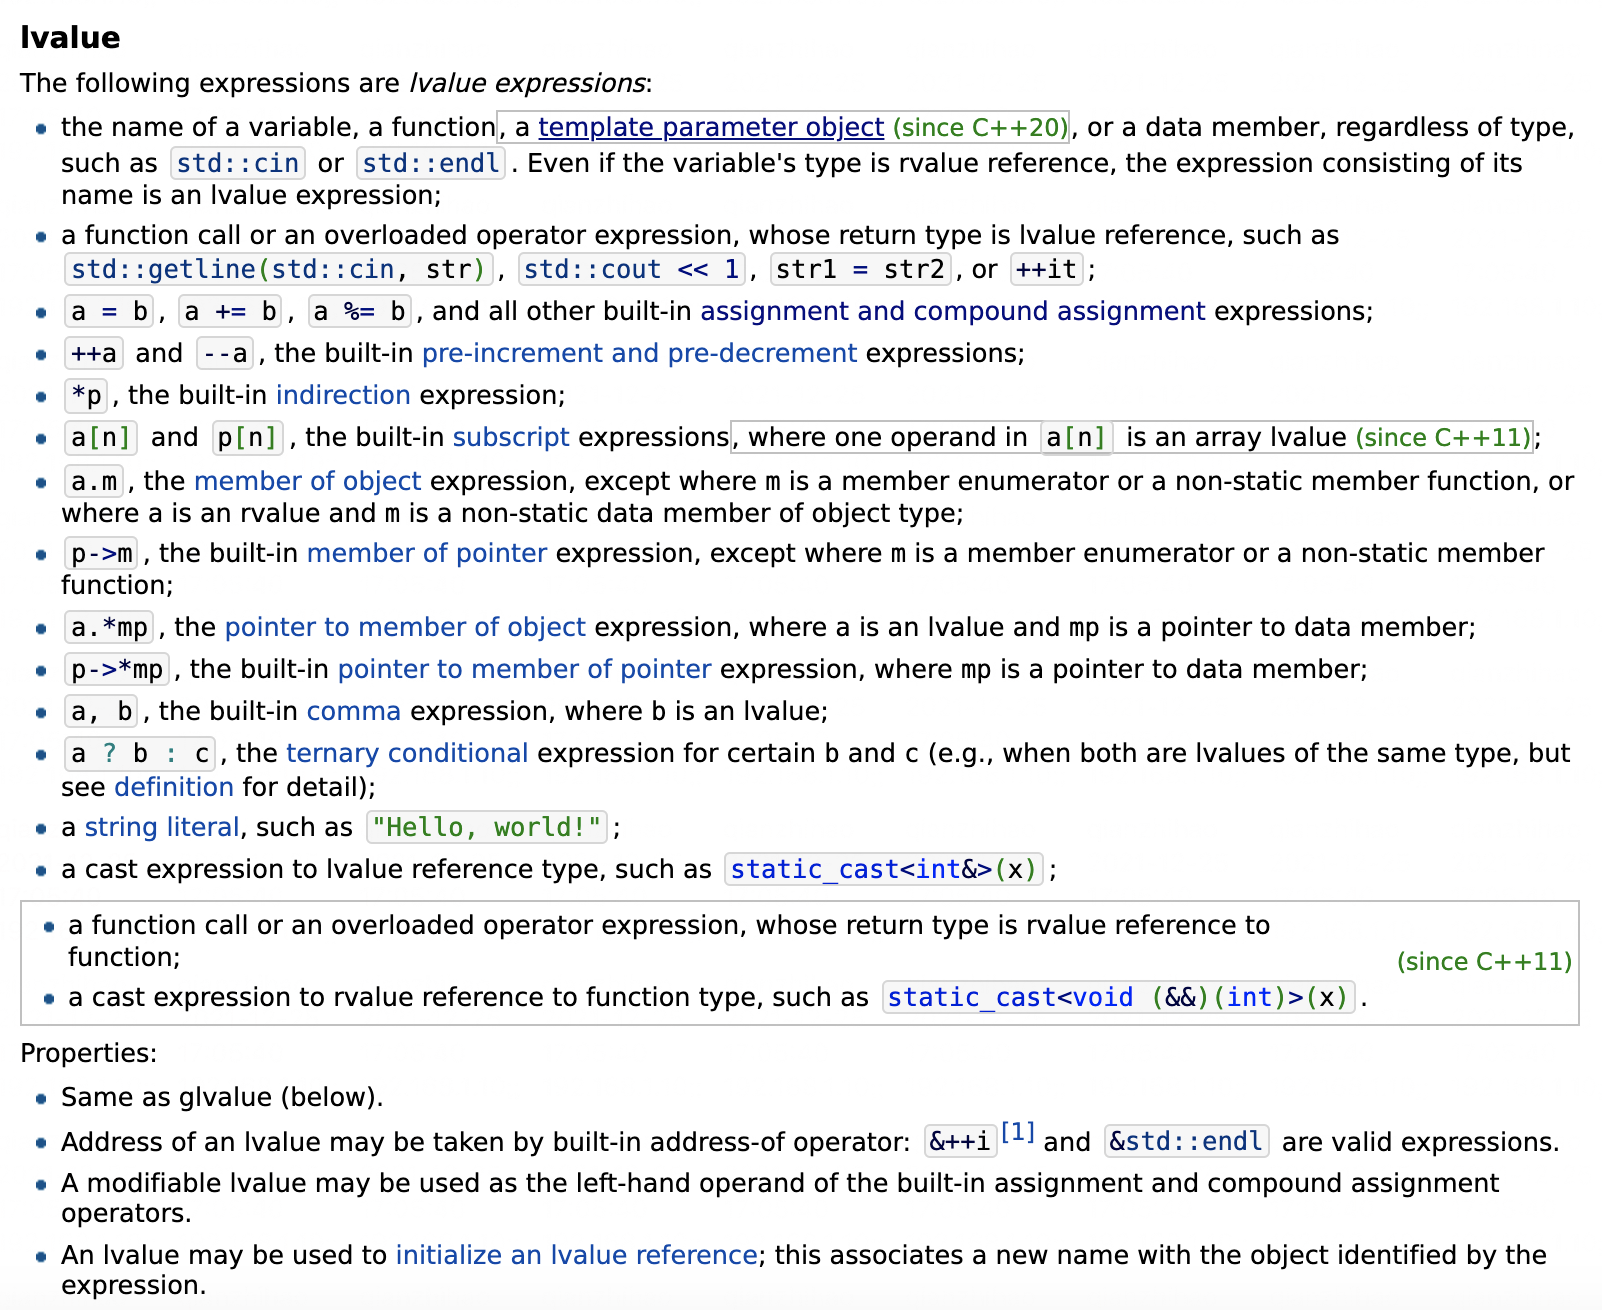 lvalue
The following expressions are lvalue expressions:
the name of a variable, a function, a template parameter object (since C++20), or a data member, regardless of type,
such as std::cin or std::endl. Even if the variable's type is rvalue reference, the expression consisting of its
name is an lvalue expression;
a function call or an overloaded operator expression, whose return type is lvalue reference, such as
std::getline(std::cin, str), std::cout << 1, str1 = str2, or ++it;
a = b, a += b, a %= b, and all other built-in assignment and compound assignment expressions;
++a and --a, the built-in pre-increment and pre-decrement expressions;
*p, the built-in indirection expression;
a[n] and p[n], the built-in subscript expressions, where one operand in a[n] is an array lvalue (since C++11);
a.m, the member of object expression, except where m is a member enumerator or a non-static member function, or
where a is an rvalue and m is a non-static data member of object type;
p->m, the built-in member of pointer expression, except where m is a member enumerator or a non-static member
function;
a.*mp, the pointer to member of object expression, where a is an lvalue and mp is a pointer to data member;
p->*mp, the built-in pointer to member of pointer expression, where mp is a pointer to data member;
a, b, the built-in comma expression, where b is an lvalue;
a ? b : c, the ternary conditional expression for certain b and c (e.g., when both are lvalues of the same type, but
see definition for detail);
a string literal, such as "Hello, world!";
a cast expression to lvalue reference type, such as static_cast<int&>(x);
a function call or an overloaded operator expression, whose return type is rvalue reference to
function;
(since C++11)
a cast expression to rvalue reference to function type, such as static_cast<void (&&)(int)>(x).
Properties:
Same as glvalue (below).
Address of an lvalue may be taken by built-in address-of operator: &++i[1] and &std::endl are valid expressions.
A modifiable lvalue may be used as the left-hand operand of the built-in assignment and compound assignment
operators.
An lvalue may be used to initialize an lvalue reference; this associates a new name with the object identified by the
expression.